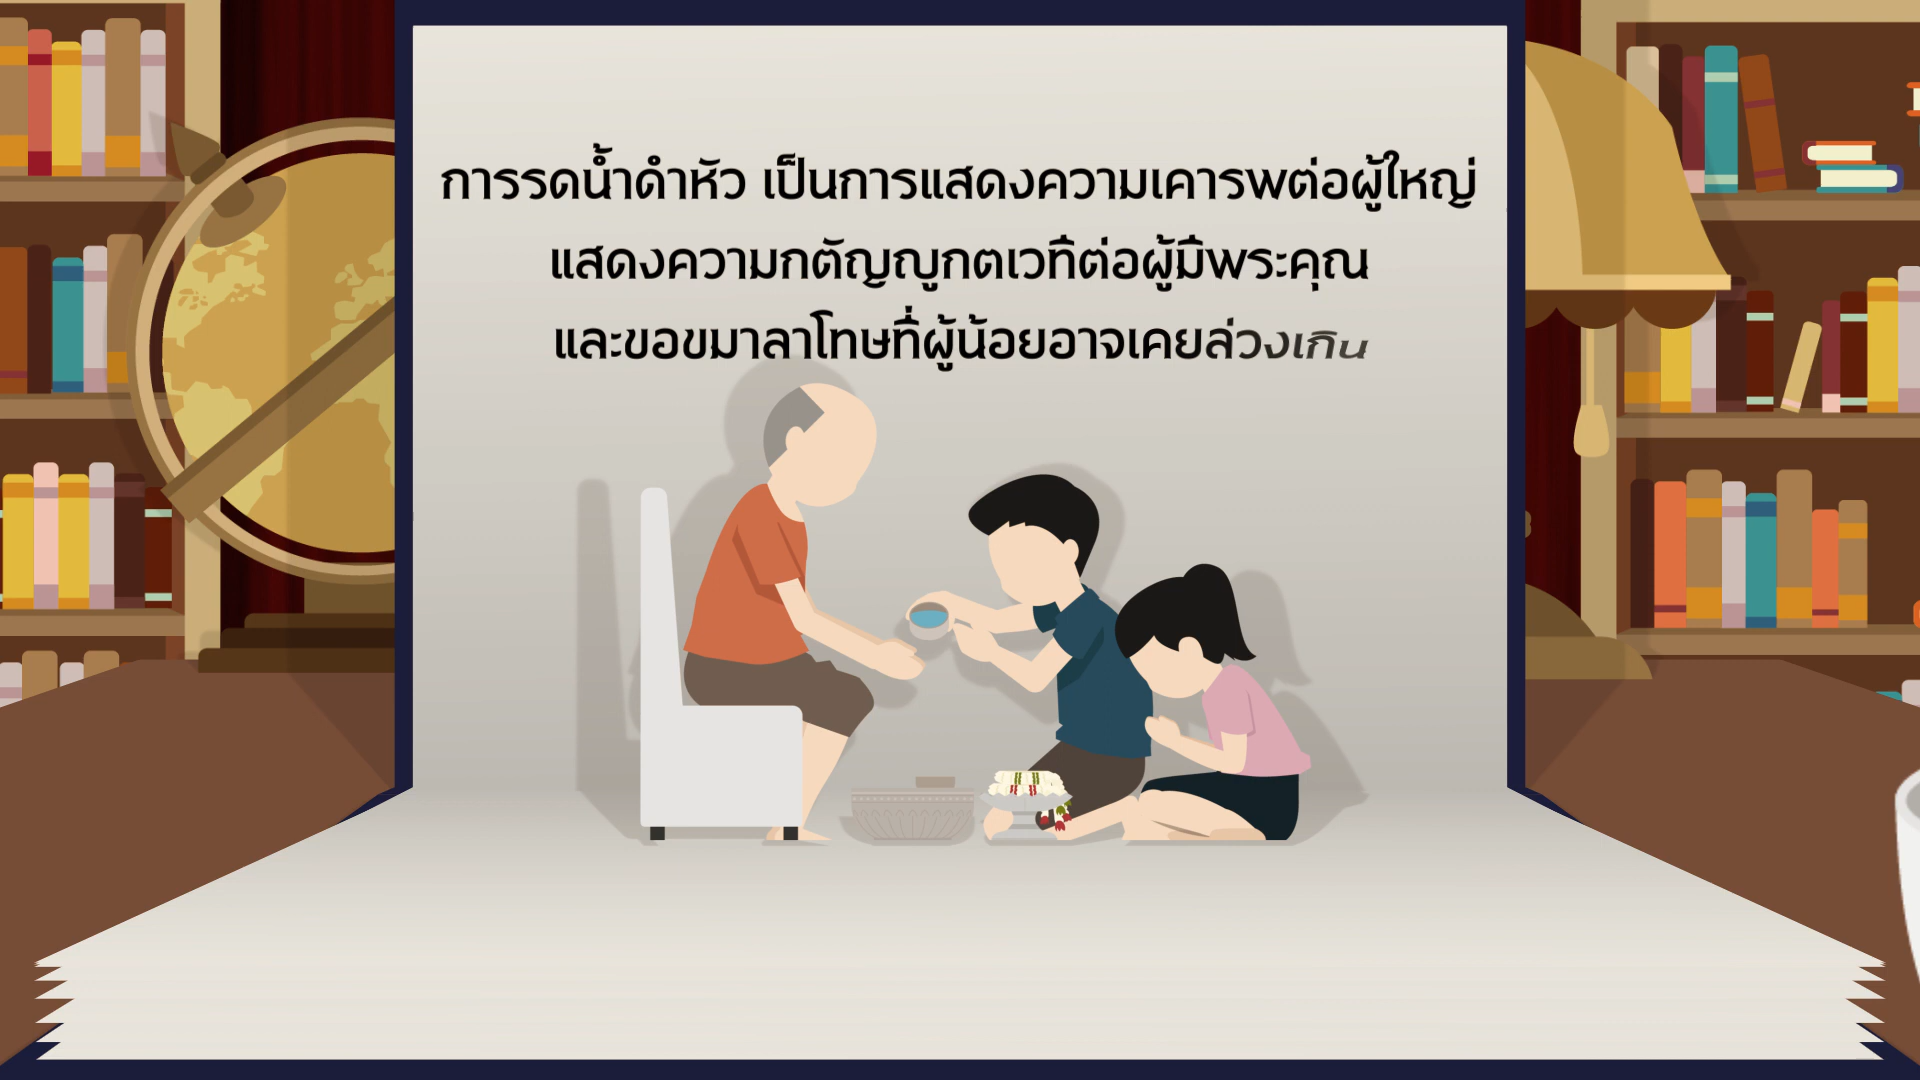 การรดน้ำดำหัว เป็นการแสดงความเคารพต่อผู้ใหญ่
แสดงความกตัญญูกตเวทีต่อผู้มีพระคุณ
และขอขมาลาโทษที่ผู้น้อยอาจเคยล่วงเกิน